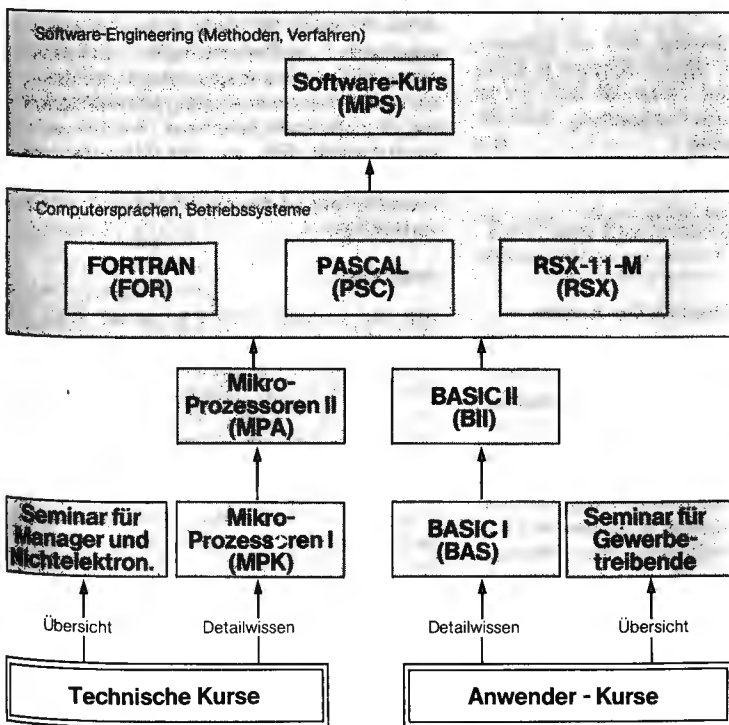 Software-Engineering (Methoden, Verfahren)
Software-Kurs
(MPS)
Computersprachen, Betriebssysteme
FORTRAN
(FOR)
PASCAL
(PSC)
RSX-11-M
(RSX)
Mikro-
Prozessoren II
(MPA)
BASIC II
(BII)
Seminar für
Manager und
Nichtelektron.
Mikro-
Prozessoren I
(MPK)
BASIC I
(BAS)
Seminar für
Gewerbe-
treibende
Übersicht
Detailwissen
Detailwissen
Übersicht
Technische Kurse
Anwender - Kurse